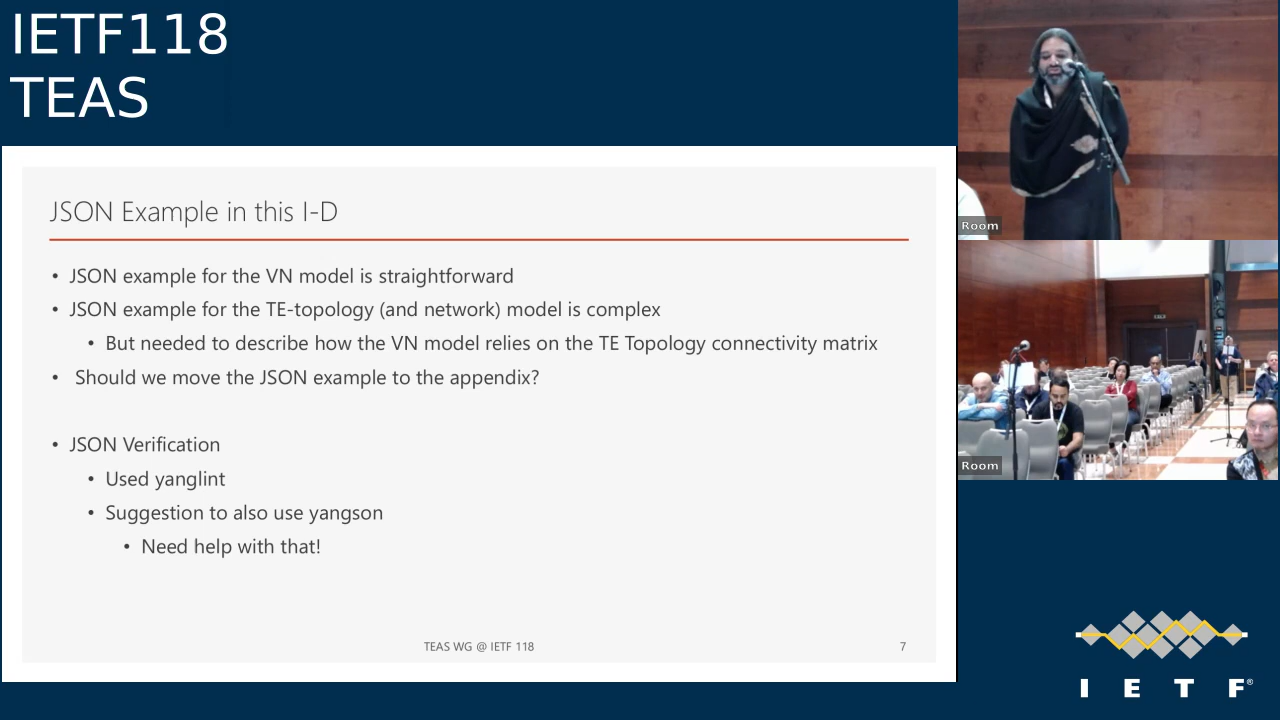 IETF118
TEAS
JSON Example in this I-D
• JSON example for the VN model is straightforward
• JSON example for the TE-topology (and network) model is complex
• But needed to describe how the VN model relies on the TE Topology connectivity matrix
• Should we move the JSON example to the appendix?
• JSON Verification
• Used yanglint
• Suggestion to also use yangson
• Need help with that!
TEAS WG @ IETF 118
7
Room
Room
I E T F®